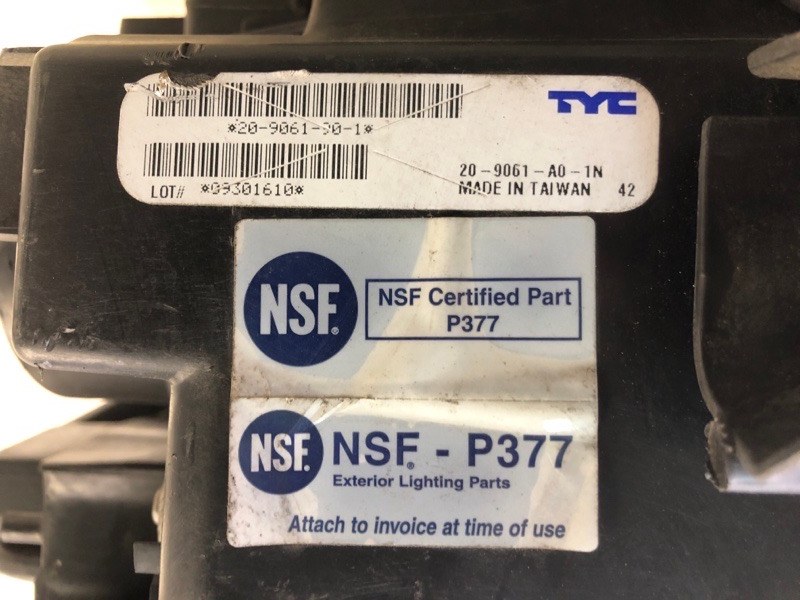 TYC
*20-9061-90-1*
20-9061-A0-1N
LOT# *09301610*
MADE IN TAIWAN 42
NSF®
NSF Certified Part
P377
NSF.
NSF® - P377
Exterior Lighting Parts
Attach to invoice at time of use